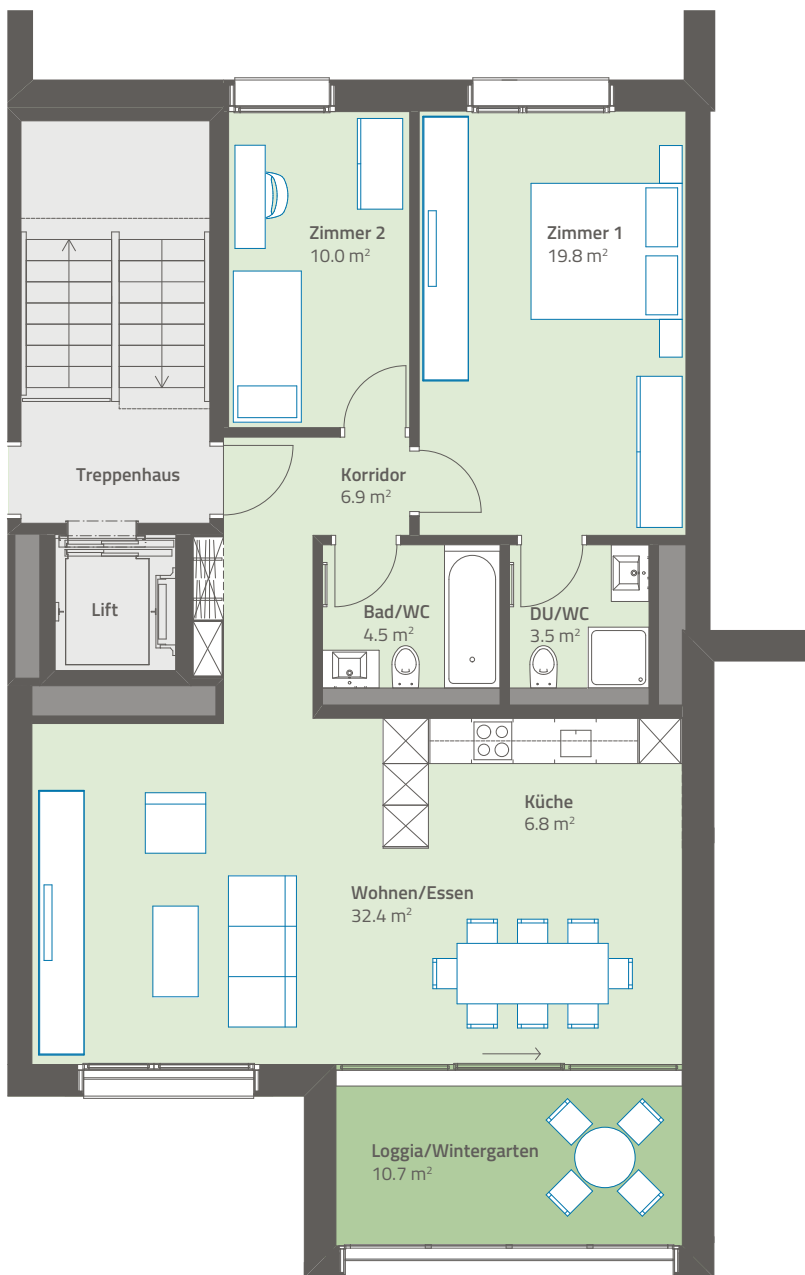 Zimmer 2
10.0 m²
Zimmer 1
19.8 m²
Treppenhaus
Korridor
6.9 m²
Lift
Bad/WC
4.5 m²
DU/WC
3.5 m²
Küche
6.8 m²
Wohnen/Essen
32.4 m²
Loggia/Wintergarten
10.7 m²